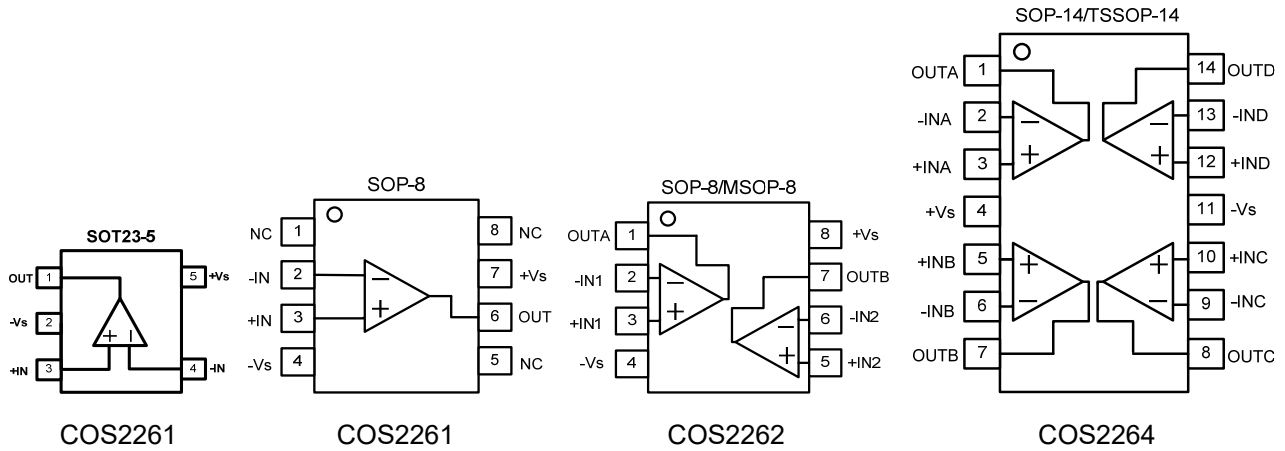 SOT23-5
OUT 1
5 +Vs
-Vs 2
+IN 3
4 -IN
+ −
COS2261
SOP-8
NC 1
8 NC
-IN 2
7 +Vs
+IN 3
6 OUT
-Vs 4
5 NC
−
+
COS2261
SOP-8/MSOP-8
OUTA 1
8 +Vs
-IN1 2
7 OUTB
+IN1 3
6 -IN2
-Vs 4
5 +IN2
−
+
−
+
COS2262
SOP-14/TSSOP-14
OUTA 1
14 OUTD
-INA 2
− −
13 -IND
+INA 3
+ +
12 +IND
+Vs 4
11 -Vs
+INB 5
+ +
10 +INC
-INB 6
− −
9 -INC
OUTB 7
8 OUTC
COS2264